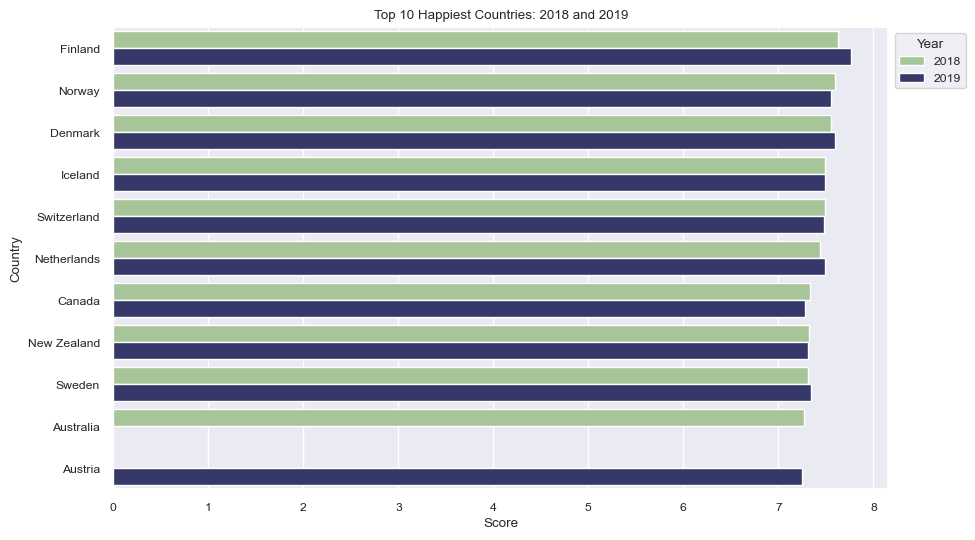 Top 10 Happiest Countries: 2018 and 2019
Year
2018
2019
Finland
Norway
Denmark
Iceland
Switzerland
Netherlands
Canada
New Zealand
Sweden
Australia
Austria
Country
0 1 2 3 4 5 6 7 8
Score